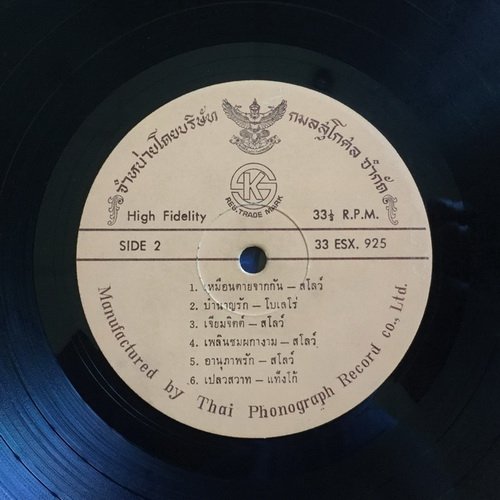 จำหน่ายโดยบริษัท กมลสุโกศล จำกัด
KS
REG. TRADE MARK
High Fidelity 33⅓ R.P.M.
SIDE 2 33 ESX. 925
1. เหมือนตายจากกัน — สโลว์
2. บำนาญรัก — โบเลโร่
3. เจียมจิตต์ — สโลว์
4. เพลินชมผกางาม — สโลว์
5. อานุภาพรัก — สโลว์
6. เปลวสวาท — แท็งโก้
Manufactured by Thai Phonograph Record co., Ltd.